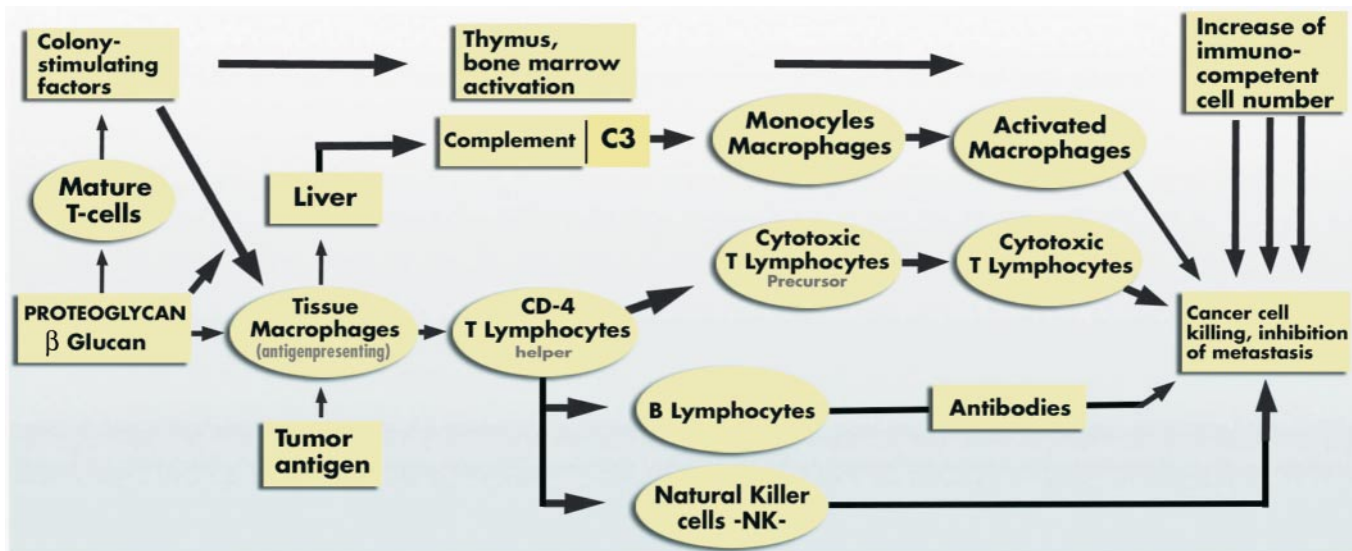 Colony-
stimulating
factors
Thymus,
bone marrow
activation
Increase of
immuno-
competent
cell number
Complement
C3
Monocyles
Macrophages
Activated
Macrophages
Mature
T-cells
Liver
Cytotoxic
T Lymphocytes
Precursor
Cytotoxic
T Lymphocytes
PROTEOGLYCAN
β Glucan
Tissue
Macrophages
(antigenpresenting)
CD-4
T Lymphocytes
helper
Cancer cell
killing, inhibition
of metastasis
B Lymphocytes
Antibodies
Tumor
antigen
Natural Killer
cells -NK-